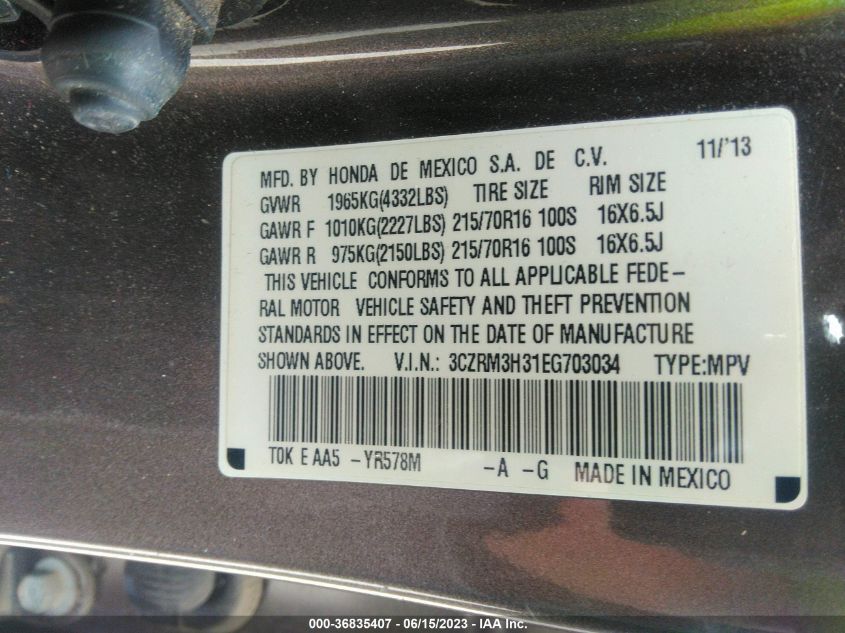 MFD. BY HONDA DE MEXICO S.A. DE C.V. 11/'13
GVWR 1965KG(4332LBS) TIRE SIZE RIM SIZE
GAWR F 1010KG(2227LBS) 215/70R16 100S 16X6.5J
GAWR R 975KG(2150LBS) 215/70R16 100S 16X6.5J
THIS VEHICLE CONFORMS TO ALL APPLICABLE FEDE-
RAL MOTOR VEHICLE SAFETY AND THEFT PREVENTION
STANDARDS IN EFFECT ON THE DATE OF MANUFACTURE
SHOWN ABOVE. V.I.N.: 3CZRM3H31EG703034 TYPE:MPV
T0K E AA5 -YR578M -A -G MADE IN MEXICO
000-36835407 - 06/15/2023 - IAA Inc.